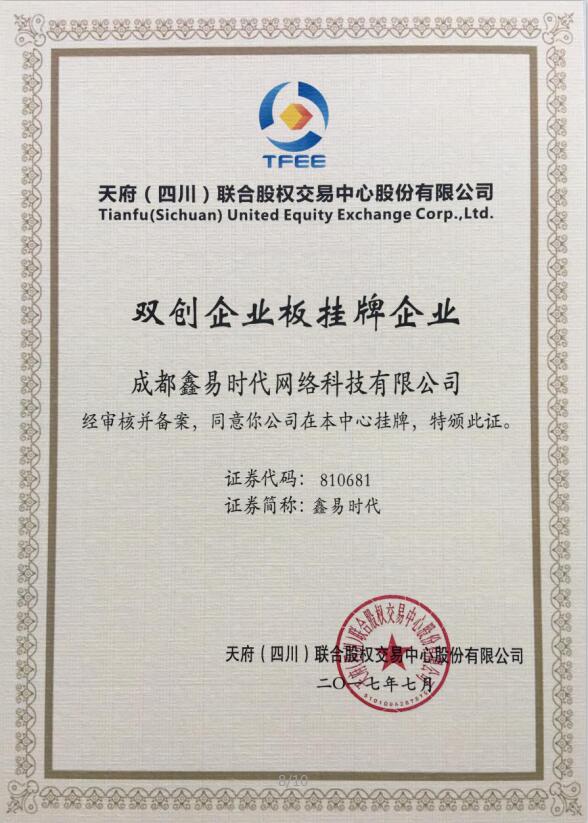 TFEE
天府（四川）联合股权交易中心股份有限公司
Tianfu(Sichuan) United Equity Exchange Corp.,Ltd.
双创企业板挂牌企业
成都鑫易时代网络科技有限公司
经审核并备案，同意你公司在本中心挂牌，特颁此证。
证券代码： 810681
证券简称：鑫易时代
天府（四川）联合股权交易中心股份有限公司
二〇一七年七月
8/10